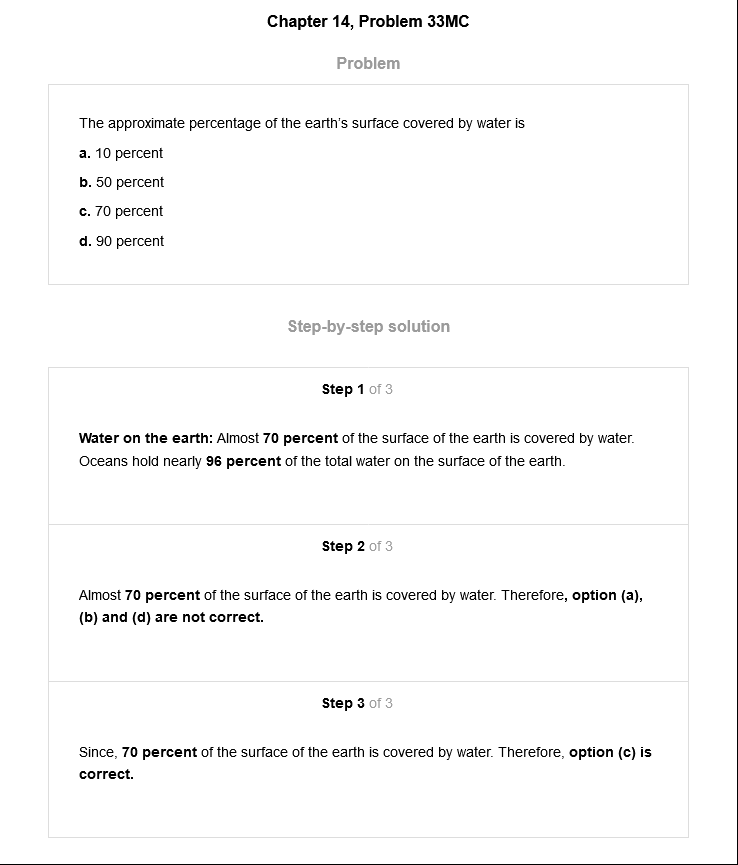 Chapter 14, Problem 33MC
Problem
The approximate percentage of the earth's surface covered by water is
a. 10 percent
b. 50 percent
c. 70 percent
d. 90 percent
Step-by-step solution
Step 1 of 3
Water on the earth: Almost 70 percent of the surface of the earth is covered by water.
Oceans hold nearly 96 percent of the total water on the surface of the earth.
Step 2 of 3
Almost 70 percent of the surface of the earth is covered by water. Therefore, option (a),
(b) and (d) are not correct.
Step 3 of 3
Since, 70 percent of the surface of the earth is covered by water. Therefore, option (c) is
correct.